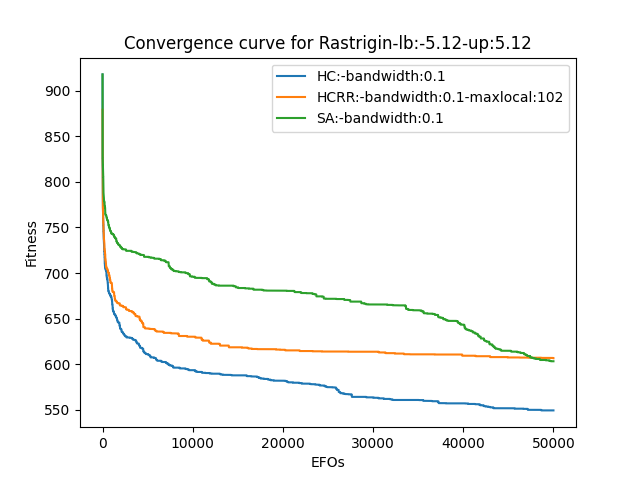 Convergence curve for Rastrigin-lb:-5.12-up:5.12
HC:-bandwidth:0.1
HCRR:-bandwidth:0.1-maxlocal:102
SA:-bandwidth:0.1
Fitness
900
850
800
750
700
650
600
550
0 10000 20000 30000 40000 50000
EFOs